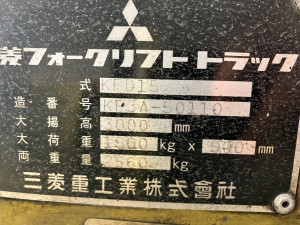 菱フォークリフトトラック
式 KFD15
造番号 KF3A-50110
大揚高 3000 mm
大荷重 1500 kg x 500 mm
両重量 2560 kg
三菱重工業株式會社